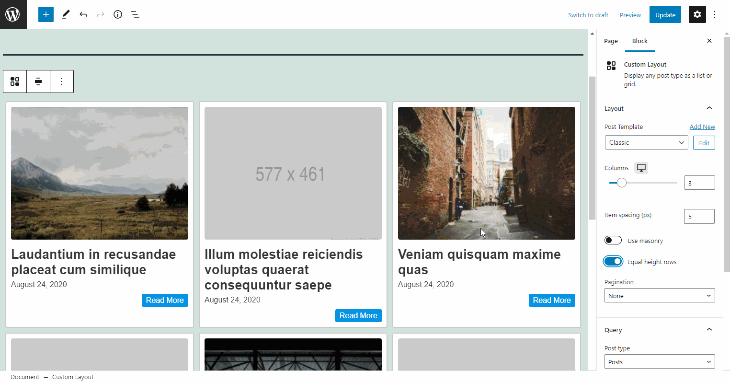 Switch to draft
Preview
Update
Page
Block
Custom Layout
Display any post type as a list or
grid.
Layout
Post Template
Add New
Classic
Edit
Columns
3
Item spacing (px)
5
Use masonry
Equal height rows
Pagination
None
Query
Post type
Posts
577 x 461
Laudantium in recusandae
placeat cum similique
August 24, 2020
Read More
Illum molestiae reiciendis
voluptas quaerat
consequuntur saepe
August 24, 2020
Read More
Veniam quisquam maxime
quas
August 24, 2020
Read More
Document → Custom Layout